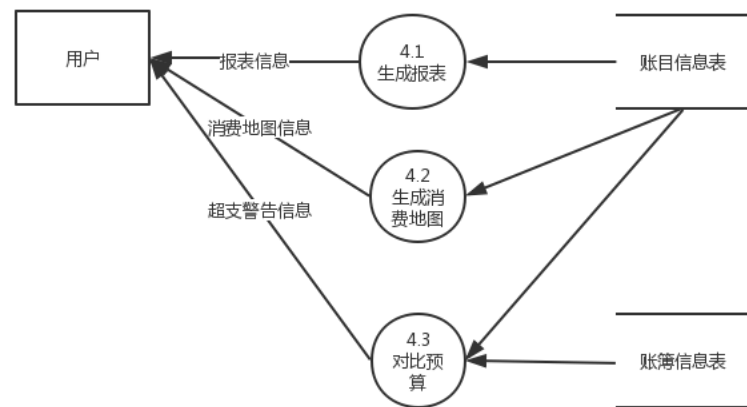 用户
报表信息
4.1
生成报表
账目信息表
消费地图信息
4.2
生成消
费地图
超支警告信息
4.3
对比预
算
账簿信息表